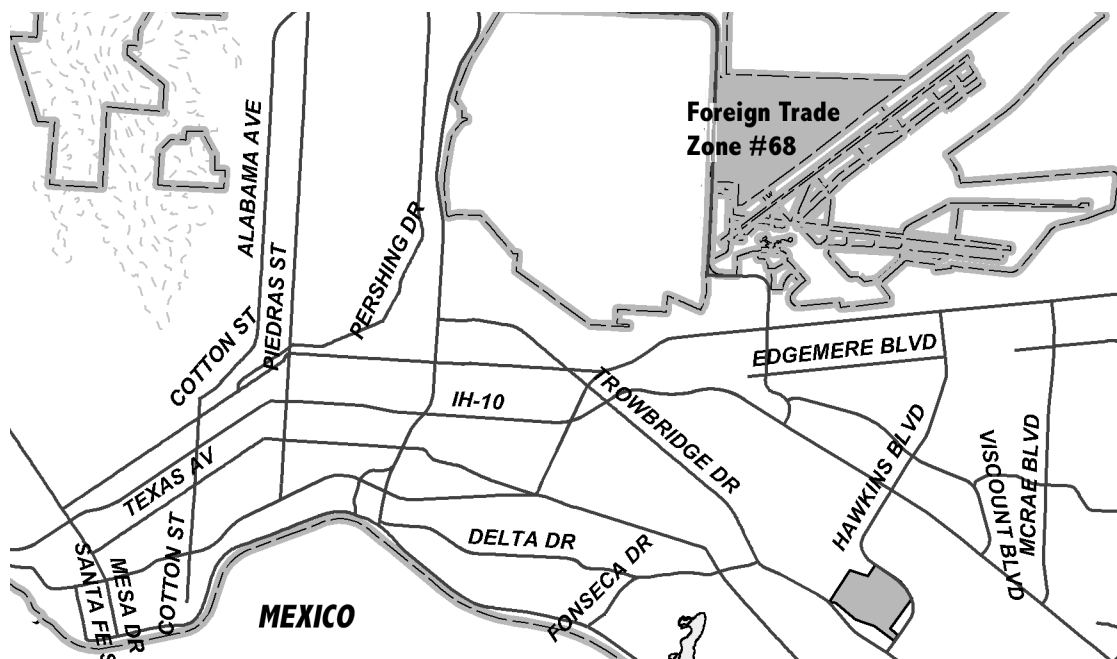 Foreign Trade
Zone #68
ALABAMA AVE
PERSHING DR
PIEDRAS ST
COTTON ST
EDGEMERE BLVD
IH-10
TROWBRIDGE DR
HAWKINS BLVD
VISCOUNT BLVD
MCRAE BLVD
TEXAS AV
COTTON ST
DELTA DR
FONSECA DR
SANTA FE S
MESA DR
MEXICO